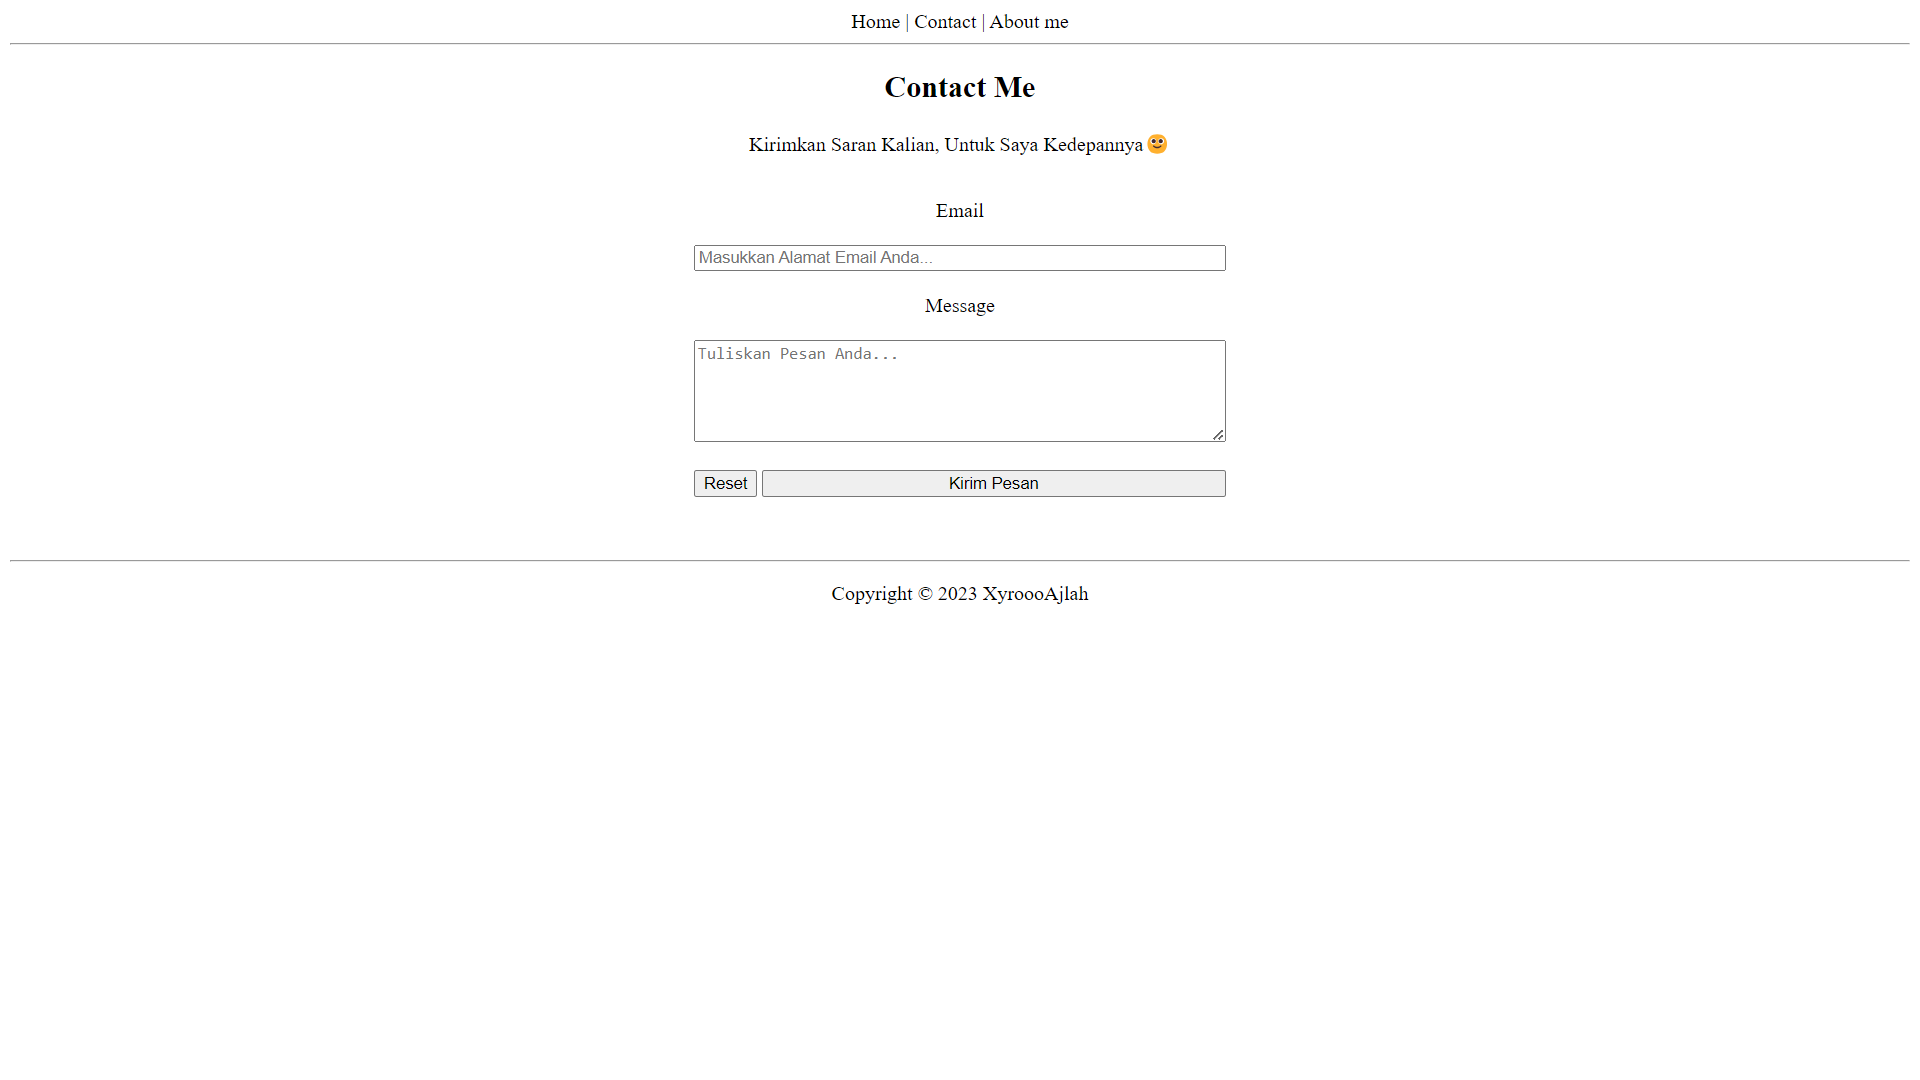 Home | Contact | About me
Contact Me
Kirimkan Saran Kalian, Untuk Saya Kedepannya 🙂
Email
Masukkan Alamat Email Anda...
Message
Tuliskan Pesan Anda...
Reset Kirim Pesan
Copyright © 2023 XyroooAjlah